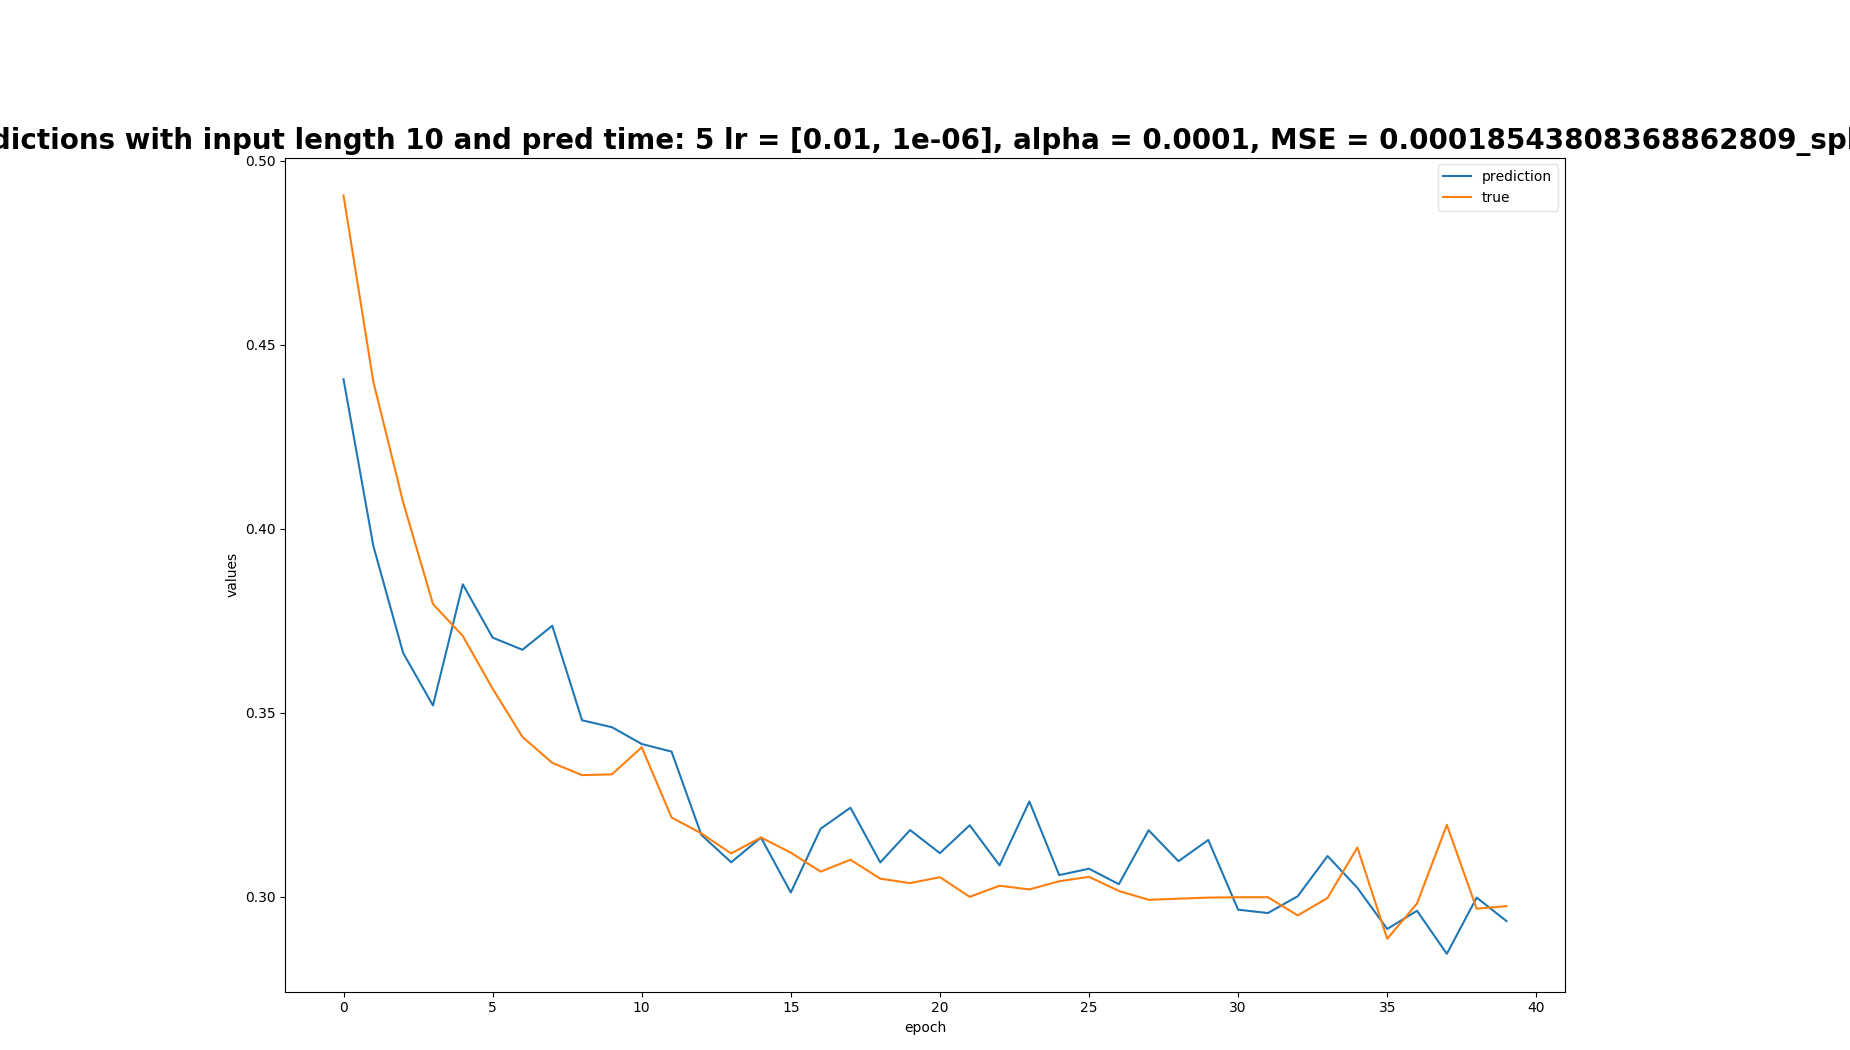 dictions with input length 10 and pred time: 5 lr = [0.01, 1e-06], alpha = 0.0001, MSE = 0.00018543808368862809_spl
prediction
true
0.50
0.45
0.40
0.35
0.30
values
0
5
10
15
20
25
30
35
40
epoch